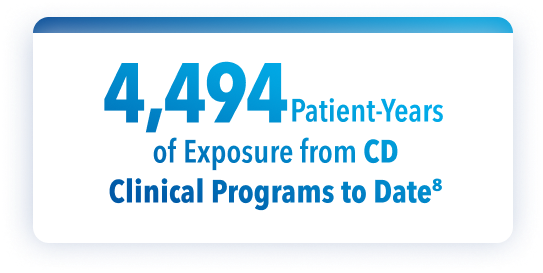 4,494 Patient-Years
of Exposure from CD
Clinical Programs to Date⁸